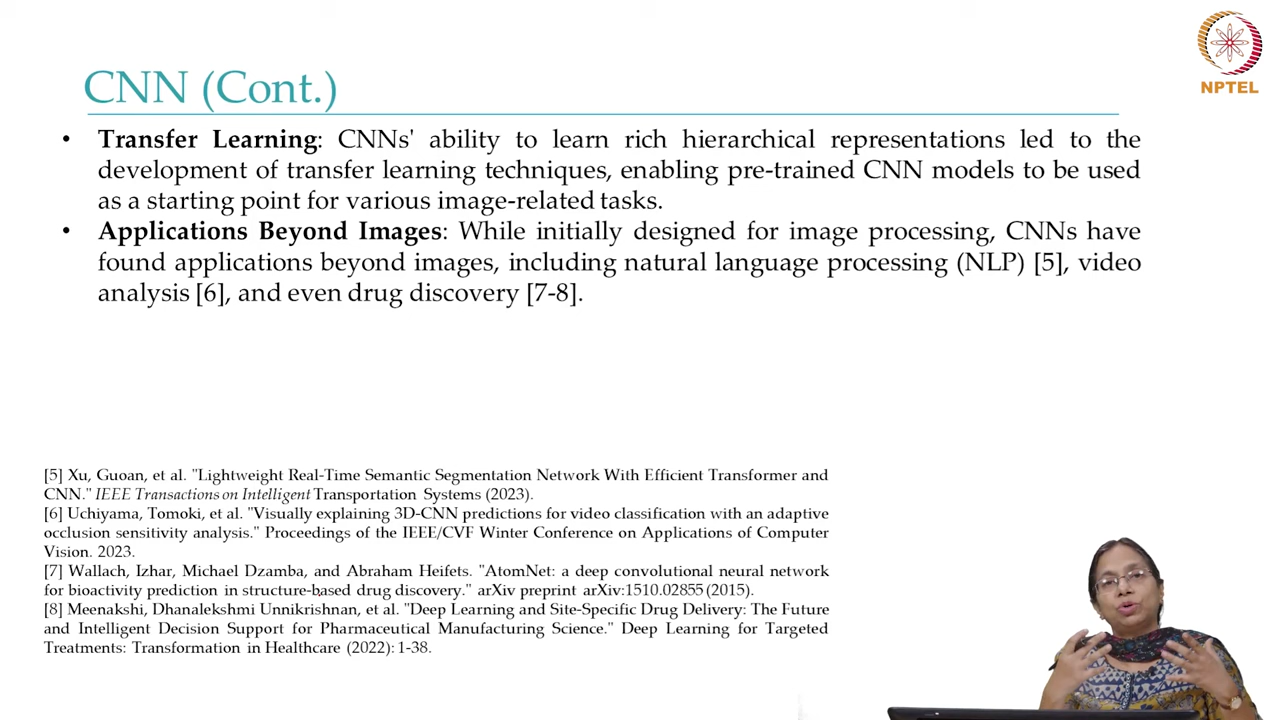 NPTEL
CNN (Cont.)
• Transfer Learning: CNNs' ability to learn rich hierarchical representations led to the
development of transfer learning techniques, enabling pre-trained CNN models to be used
as a starting point for various image-related tasks.
• Applications Beyond Images: While initially designed for image processing, CNNs have
found applications beyond images, including natural language processing (NLP) [5], video
analysis [6], and even drug discovery [7-8].
[5] Xu, Guoan, et al. "Lightweight Real-Time Semantic Segmentation Network With Efficient Transformer and
CNN." IEEE Transactions on Intelligent Transportation Systems (2023).
[6] Uchiyama, Tomoki, et al. "Visually explaining 3D-CNN predictions for video classification with an adaptive
occlusion sensitivity analysis." Proceedings of the IEEE/CVF Winter Conference on Applications of Computer
Vision. 2023.
[7] Wallach, Izhar, Michael Dzamba, and Abraham Heifets. "AtomNet: a deep convolutional neural network
for bioactivity prediction in structure-based drug discovery." arXiv preprint arXiv:1510.02855 (2015).
[8] Meenakshi, Dhanalekshmi Unnikrishnan, et al. "Deep Learning and Site-Specific Drug Delivery: The Future
and Intelligent Decision Support for Pharmaceutical Manufacturing Science." Deep Learning for Targeted
Treatments: Transformation in Healthcare (2022): 1-38.